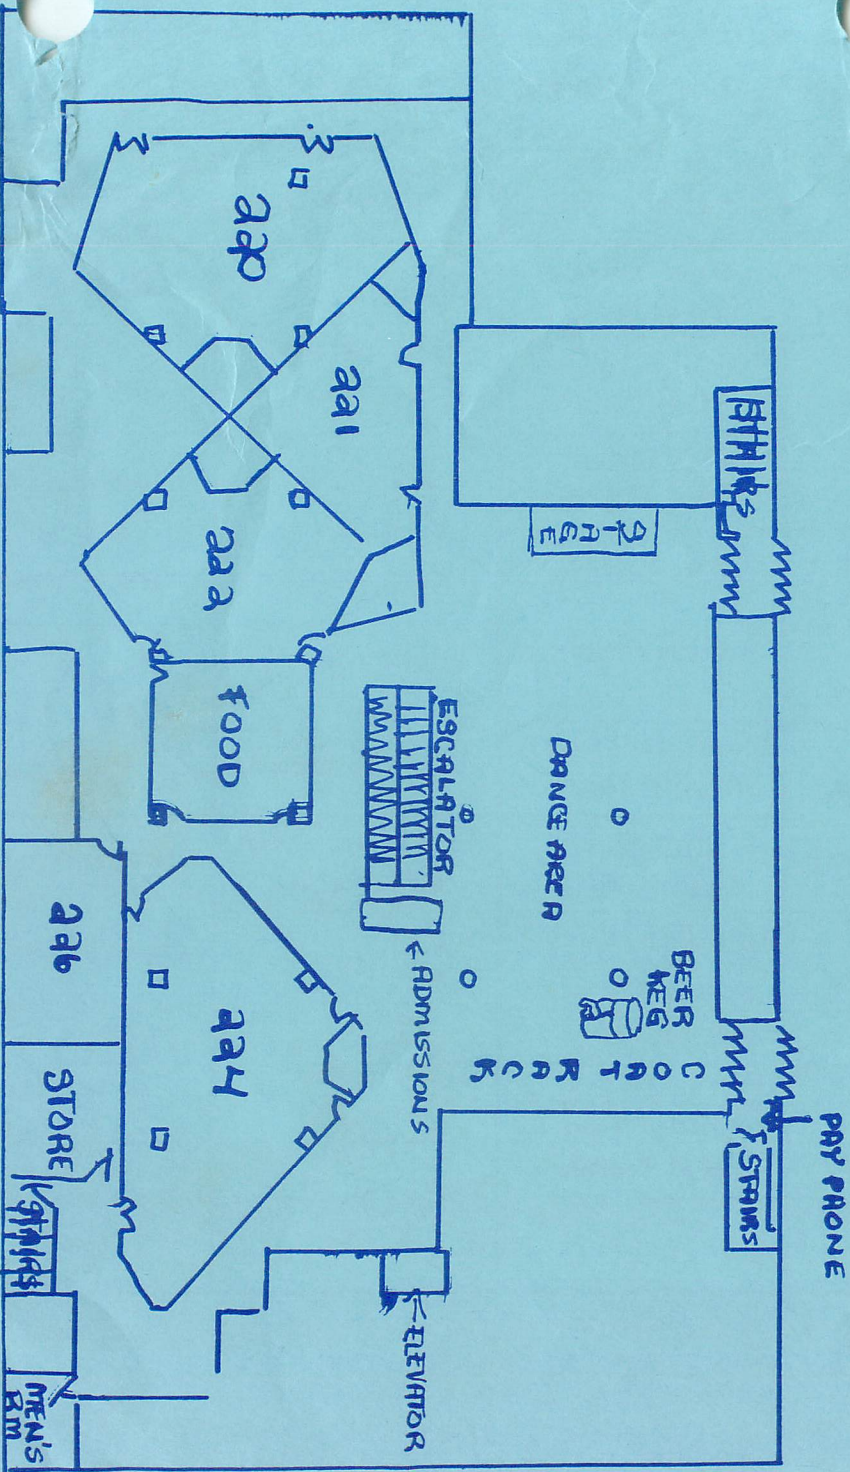 PAY PHONE
STAIRS
STAIRS
BEER
KEG
COAT RACK
STAGE
DANCE AREA
ESCALATOR
←ADMISSIONS
←ELEVATOR
221
220
222
FOOD
224
226
STORE
STAIRS
MEN'S
RM